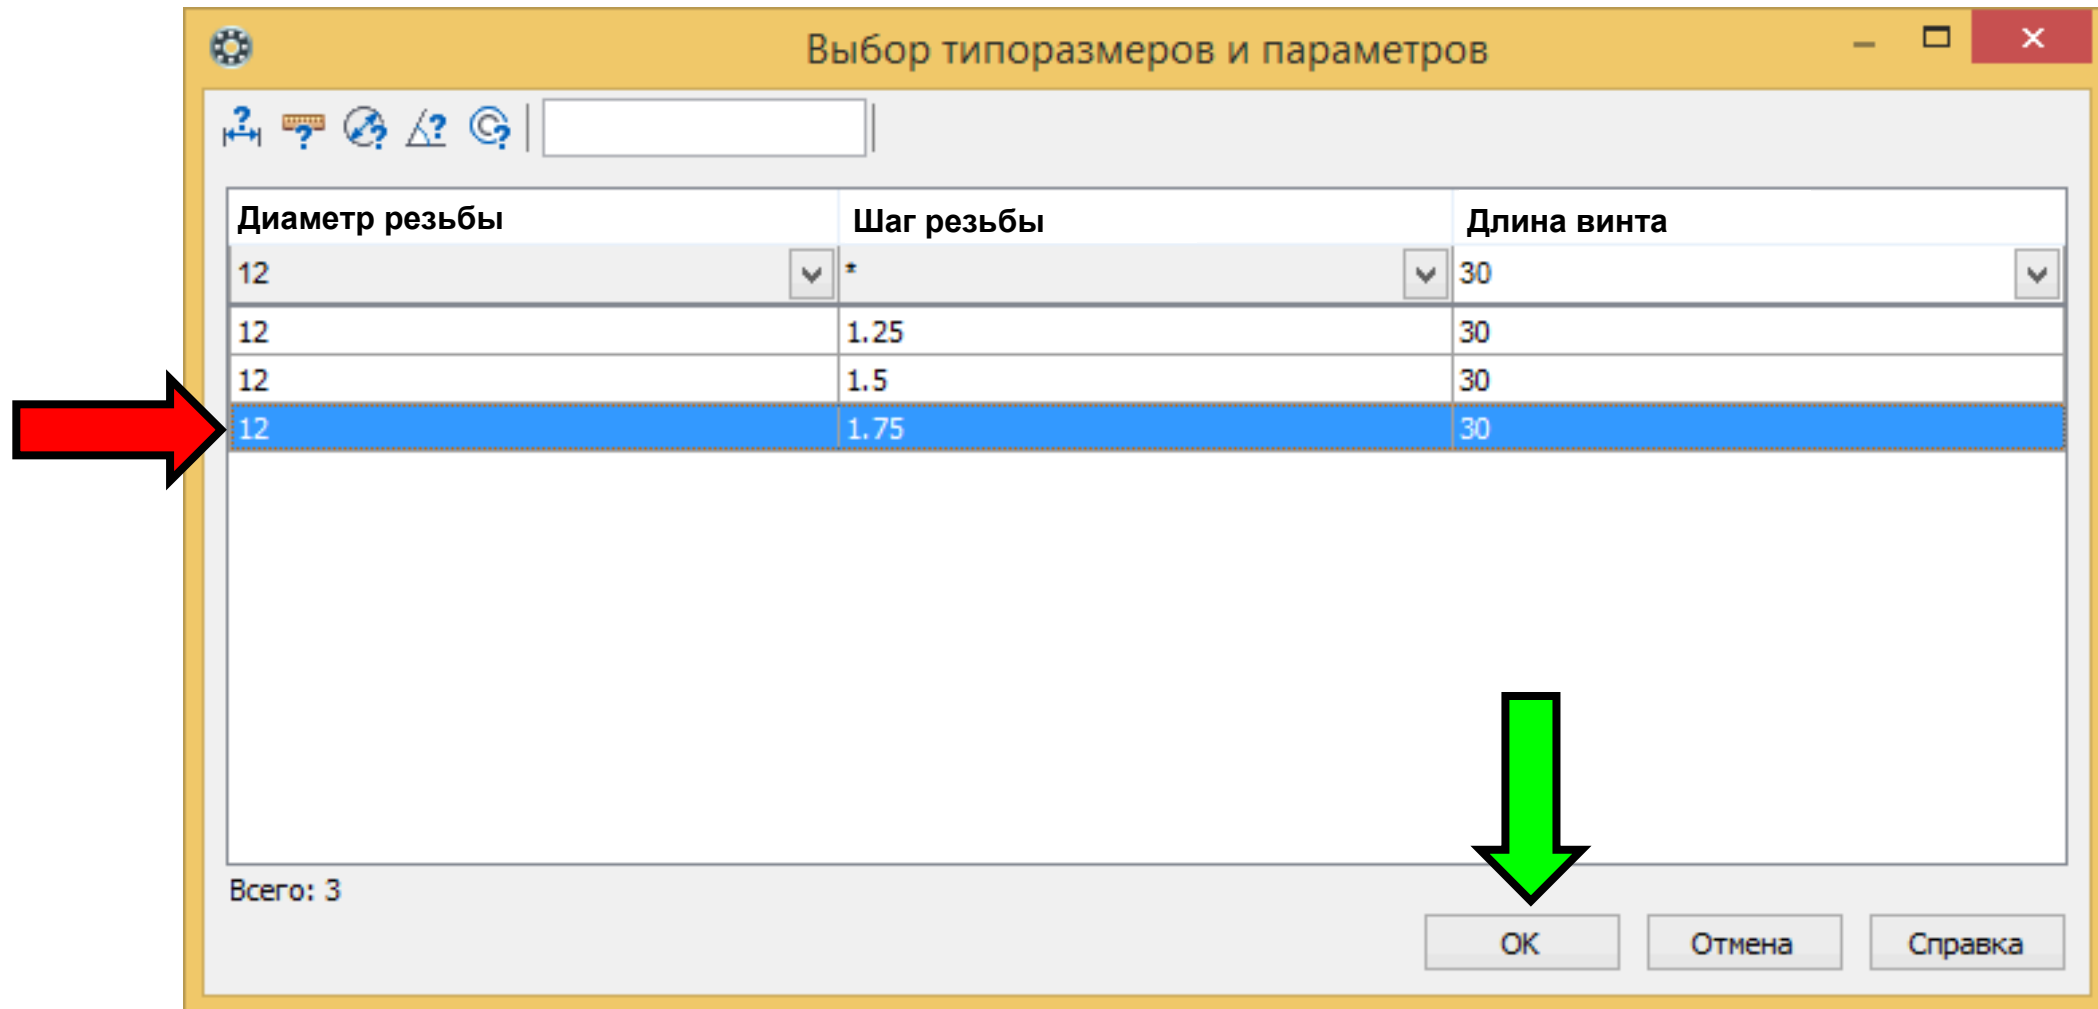 Выбор типоразмеров и параметров
Диаметр резьбы Шаг резьбы Длина винта
12 * 30
12 1.25 30
12 1.5 30
12 1.75 30
Всего: 3
ОК Отмена Справка